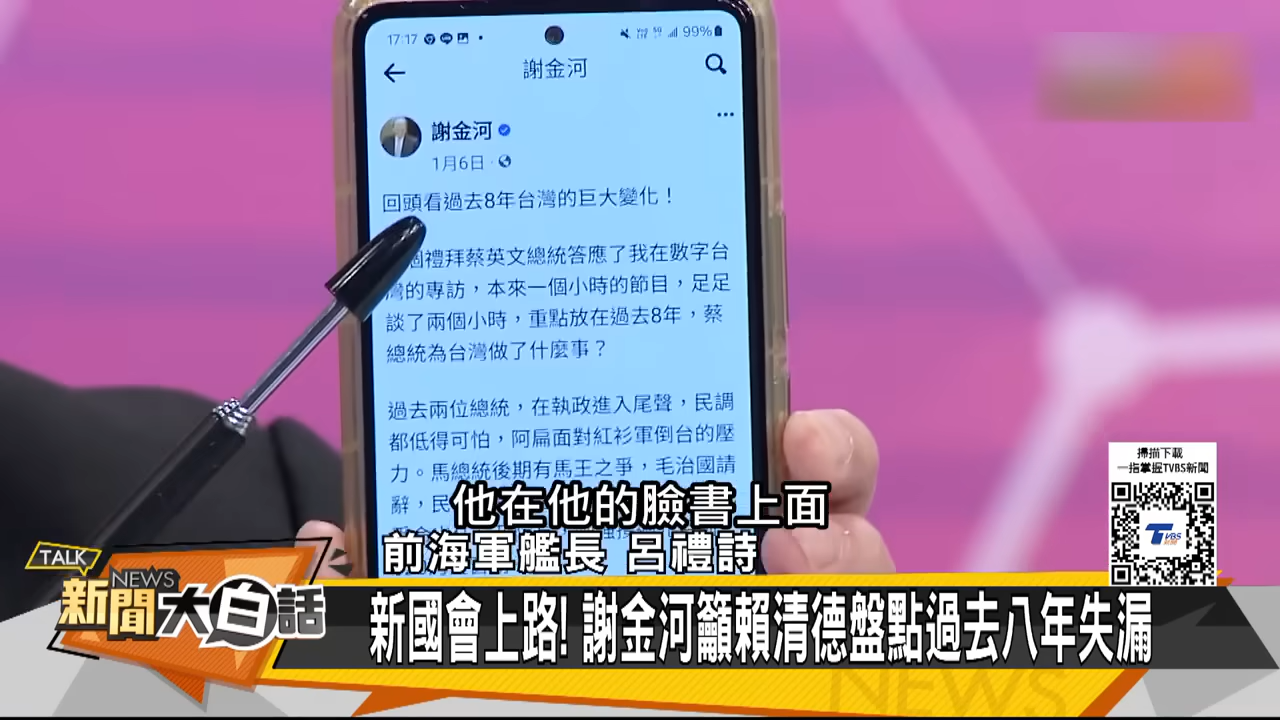 17:17
99%
謝金河
謝金河
1月6日
回頭看過去8年台灣的巨大變化！
禮拜蔡英文總統答應了我在數字台
的專訪，本來一個小時的節目，足足
談了兩個小時，重點放在過去8年，蔡
總統為台灣做了什麼事？
過去兩位總統，在執政進入尾聲，民調
都低得可怕，阿扁面對紅衫軍倒台的壓
力。馬總統後期有馬王之爭，毛治國請
辭，民
他在他的臉書上面
前海軍艦長 呂禮詩
掃描下載
一指掌握TVBS新聞
TVBS
新聞
TALK
NEWS
新聞大白話
新國會上路! 謝金河籲賴清德盤點過去八年失漏
NEWS